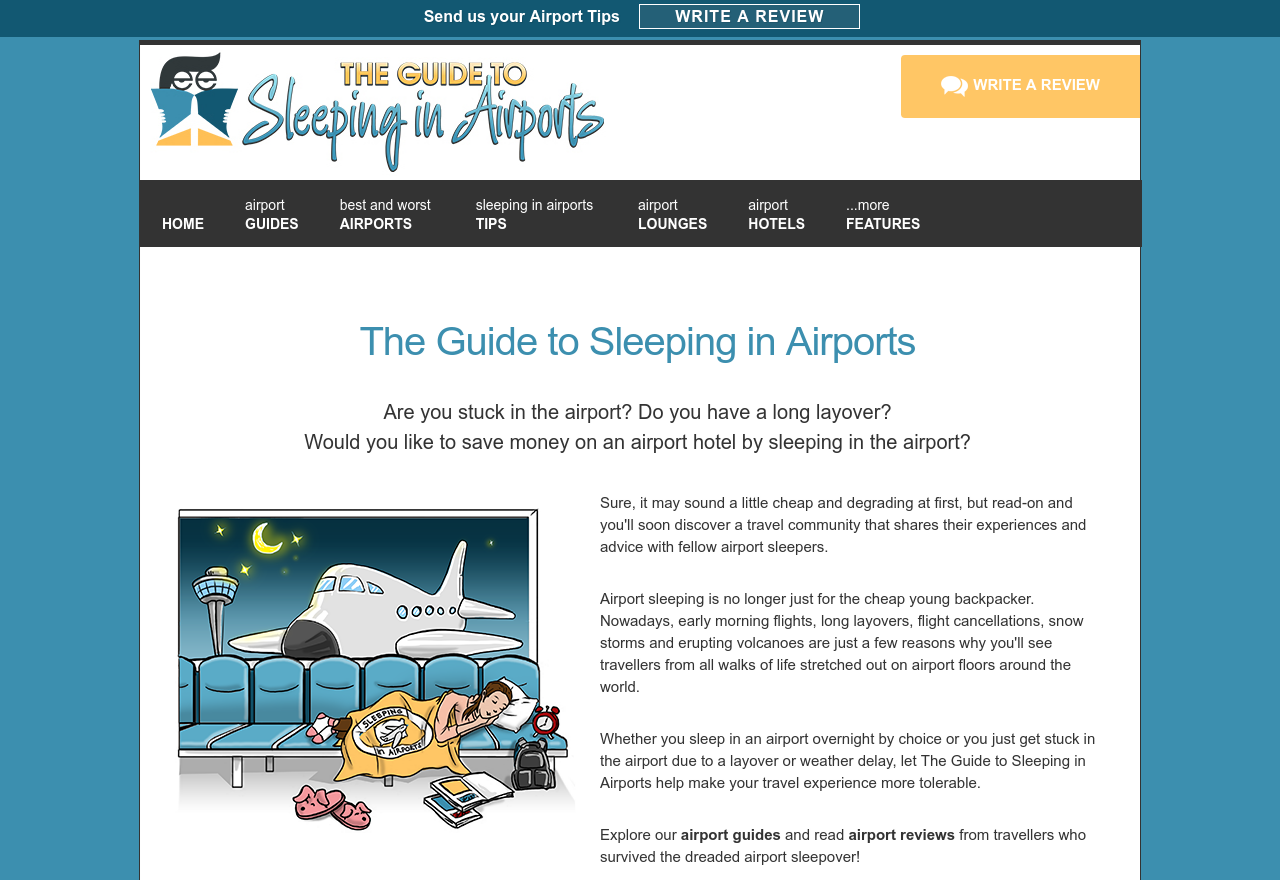 Send us your Airport Tips
WRITE A REVIEW
THE GUIDE TO
Sleeping in Airports
WRITE A REVIEW
HOME
airport
GUIDES
best and worst
AIRPORTS
sleeping in airports
TIPS
airport
LOUNGES
airport
HOTELS
...more
FEATURES
The Guide to Sleeping in Airports
Are you stuck in the airport? Do you have a long layover?
Would you like to save money on an airport hotel by sleeping in the airport?
SLEEPING
in AIRPORTS
Sure, it may sound a little cheap and degrading at first, but read-on and
you'll soon discover a travel community that shares their experiences and
advice with fellow airport sleepers.
Airport sleeping is no longer just for the cheap young backpacker.
Nowadays, early morning flights, long layovers, flight cancellations, snow
storms and erupting volcanoes are just a few reasons why you'll see
travellers from all walks of life stretched out on airport floors around the
world.
Whether you sleep in an airport overnight by choice or you just get stuck in
the airport due to a layover or weather delay, let The Guide to Sleeping in
Airports help make your travel experience more tolerable.
Explore our airport guides and read airport reviews from travellers who
survived the dreaded airport sleepover!